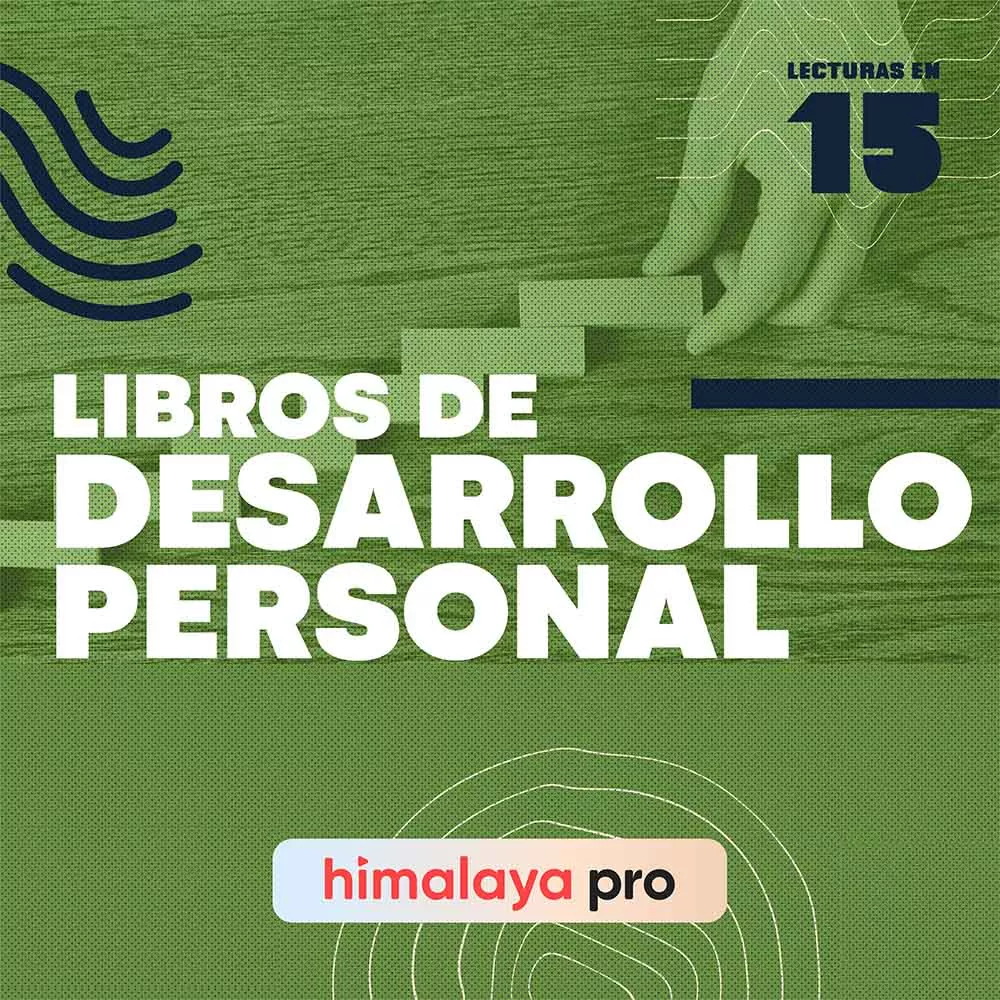 LECTURAS EN
15
LIBROS DE
DESARROLLO
PERSONAL
himalaya pro